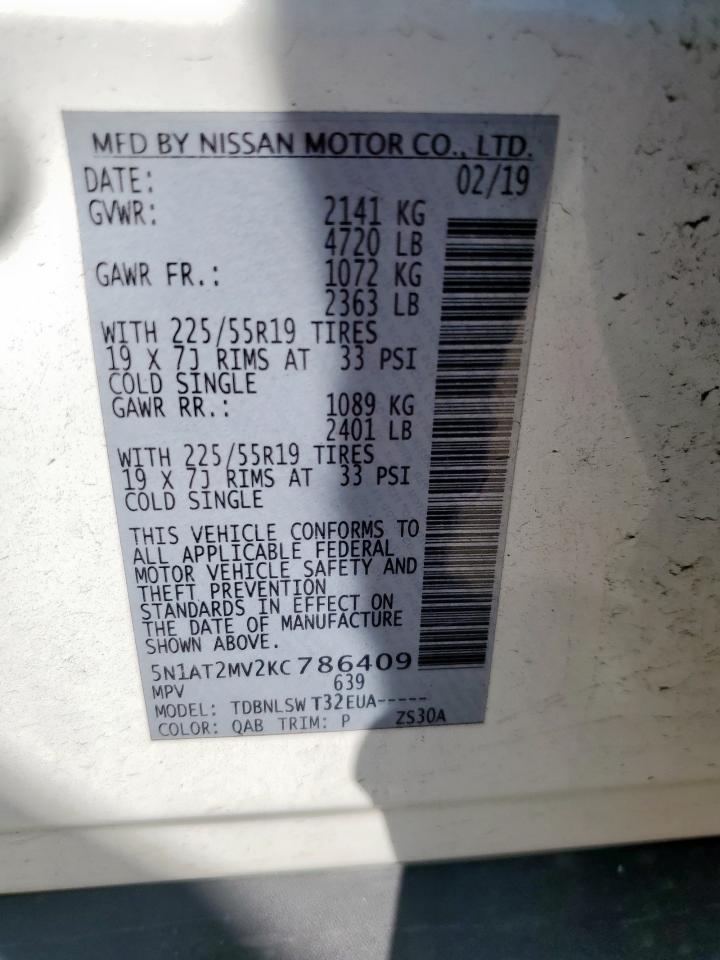 MFD BY NISSAN MOTOR CO., LTD.
DATE: 02/19
GVWR: 2141 KG
4720 LB
GAWR FR.: 1072 KG
2363 LB
WITH 225/55R19 TIRES
19 X 7J RIMS AT 33 PSI
COLD SINGLE
GAWR RR.: 1089 KG
2401 LB
WITH 225/55R19 TIRES
19 X 7J RIMS AT 33 PSI
COLD SINGLE
THIS VEHICLE CONFORMS TO
ALL APPLICABLE FEDERAL
MOTOR VEHICLE SAFETY AND
THEFT PREVENTION
STANDARDS IN EFFECT ON
THE DATE OF MANUFACTURE
SHOWN ABOVE.
5N1AT2MV2KC786409
MPV 639
MODEL: TDBNLSW T32EUA-----
COLOR: QAB TRIM: P ZS30A